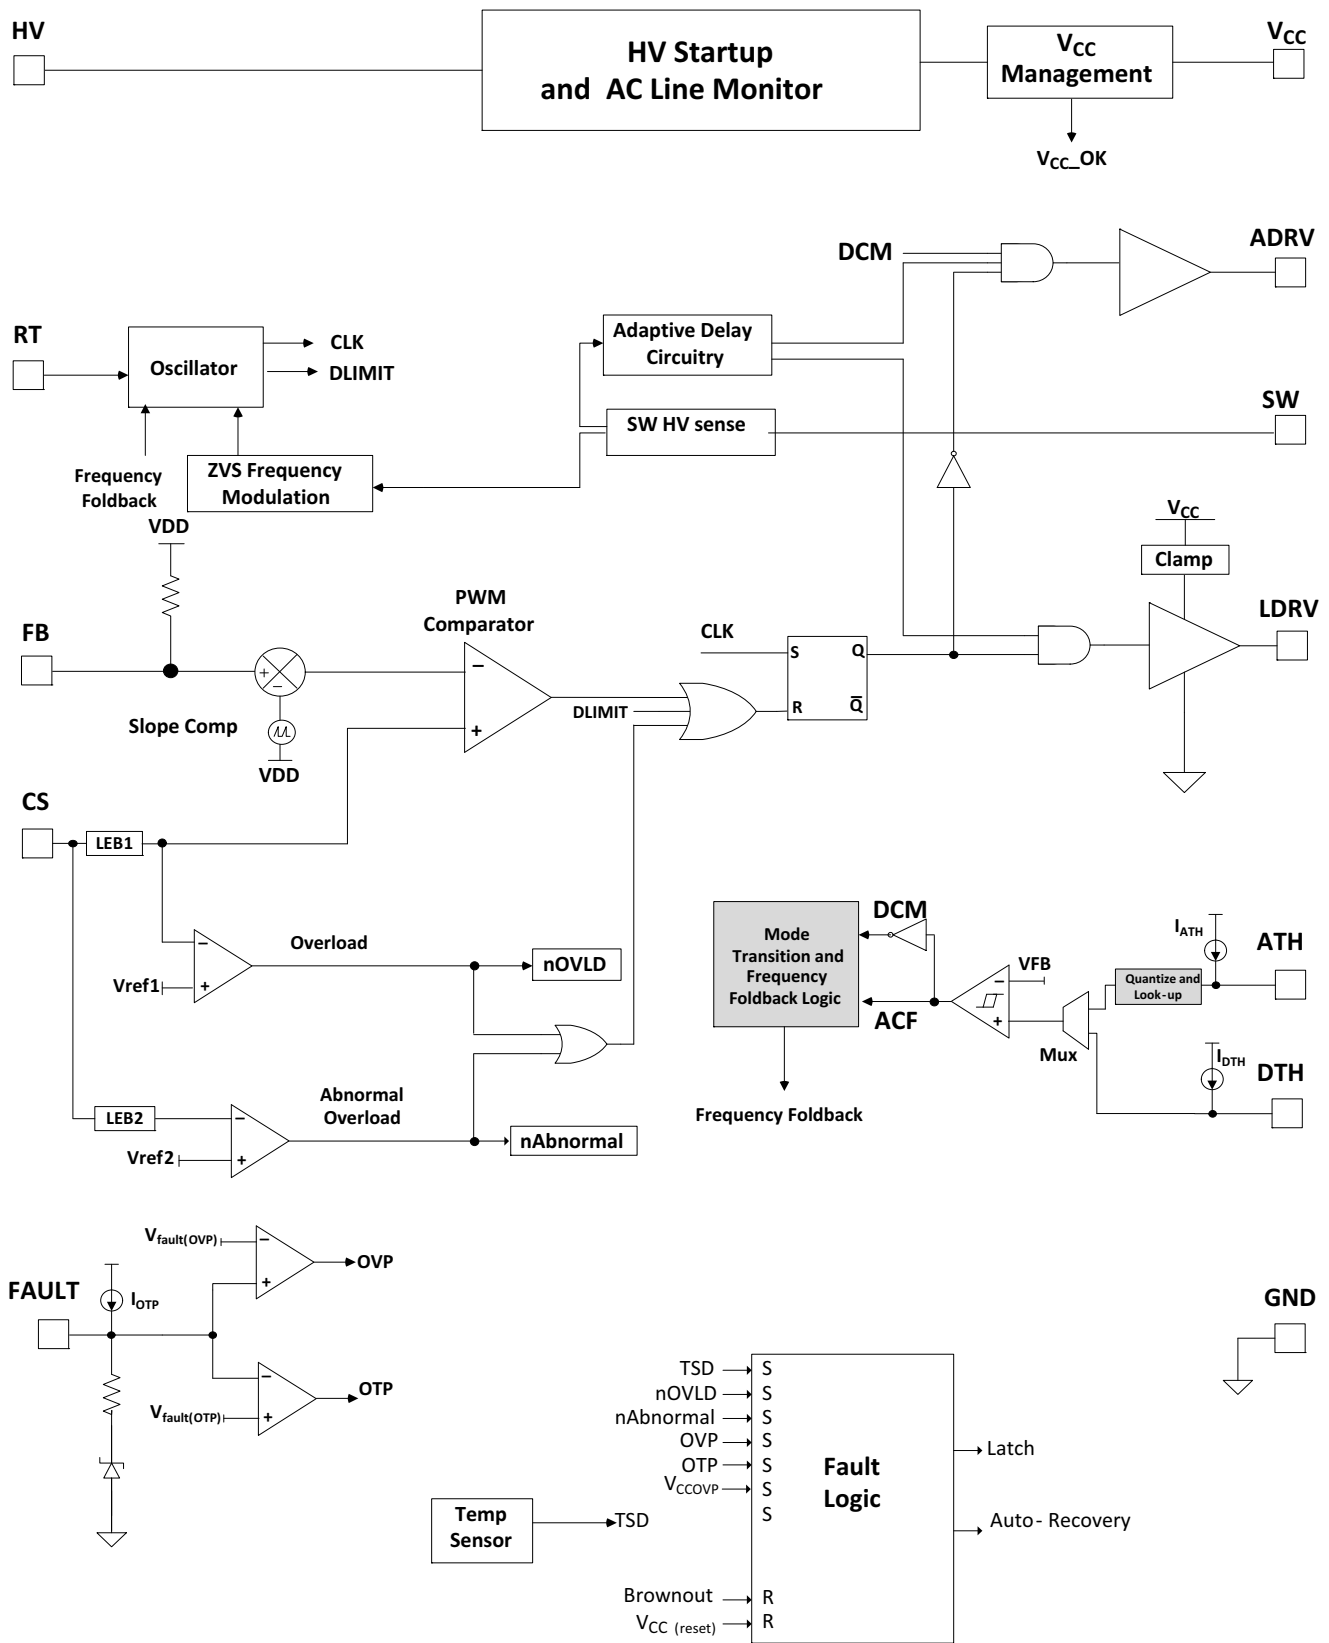 HV
HV Startup
and AC Line Monitor
VCC
Management
VCC
VCC_OK
ADRV
DCM
RT
Oscillator
CLK
DLIMIT
Adaptive Delay
Circuitry
SW
SW HV sense
Frequency
Foldback
ZVS Frequency
Modulation
VDD
VCC
Clamp
PWM
Comparator
FB
+
−
−
+
Slope Comp
VDD
CLK
DLIMIT
S
Q
R
Q̅
LDRV
CS
LEB1
−
+
Vref1
Overload
nOVLD
LEB2
−
+
Vref2
Abnormal
Overload
nAbnormal
Mode
Transition and
Frequency
Foldback Logic
DCM
ACF
VFB
−
+
Mux
Quantize and
Look-up
IATH
ATH
IDTH
DTH
Frequency Foldback
FAULT
IOTP
Vfault(OVP)
−
+
OVP
Vfault(OTP)
−
+
OTP
GND
Temp
Sensor
TSD
TSD
S
nOVLD
S
nAbnormal
S
OVP
S
OTP
S
VCCOVP
S
S
Fault
Logic
Latch
Auto - Recovery
Brownout
R
VCC (reset)
R